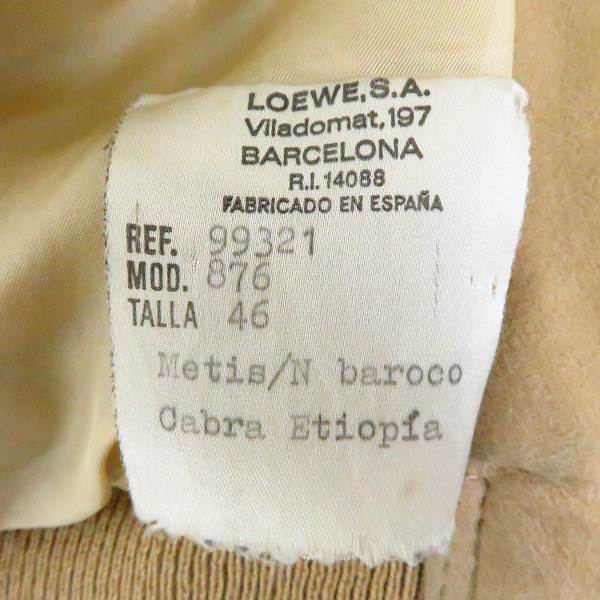 LOEWE, S.A.
Viladomat, 197
BARCELONA
R.I. 14088
FABRICADO EN ESPAÑA
REF. 99321
MOD. 876
TALLA 46
Metis/N baroco
Cabra Etiopía